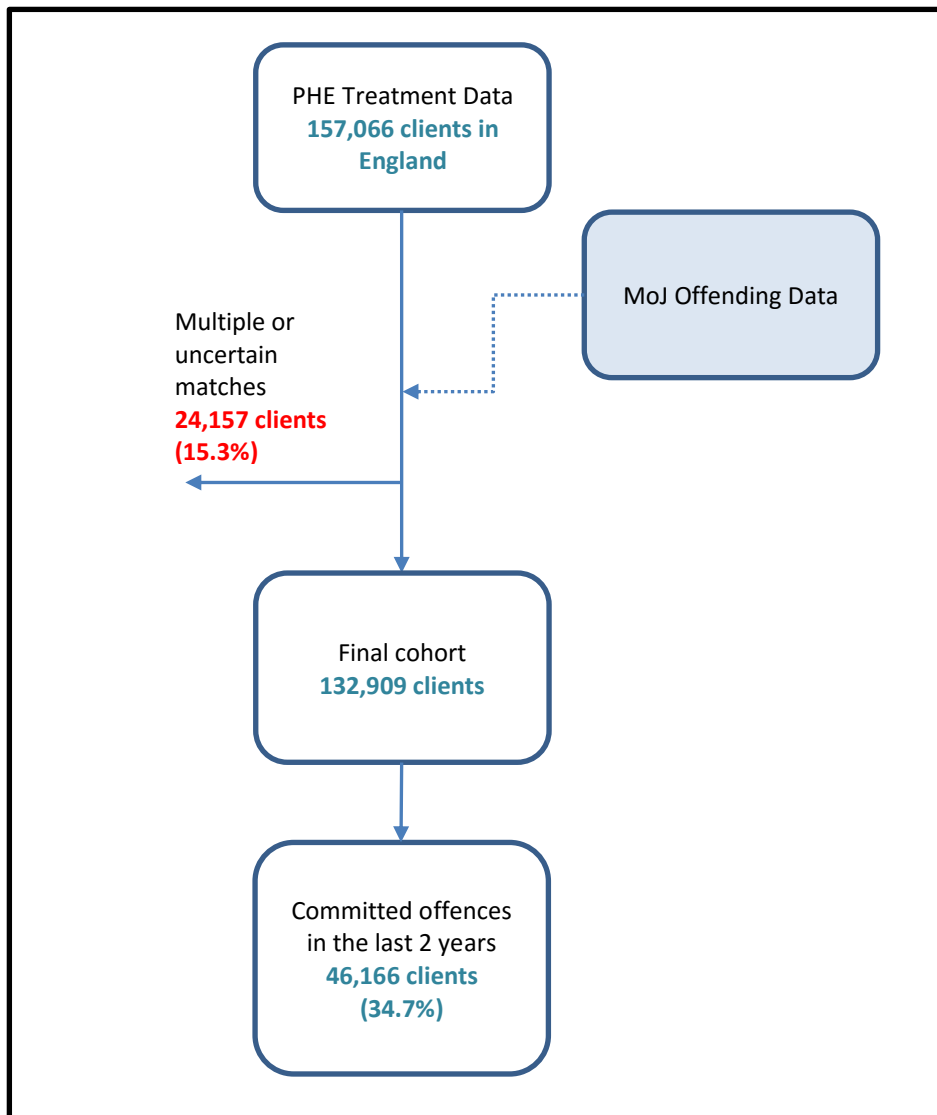 PHE Treatment Data
157,066 clients in
England
MoJ Offending Data
Multiple or
uncertain
matches
24,157 clients
(15.3%)
Final cohort
132,909 clients
Committed offences
in the last 2 years
46,166 clients
(34.7%)